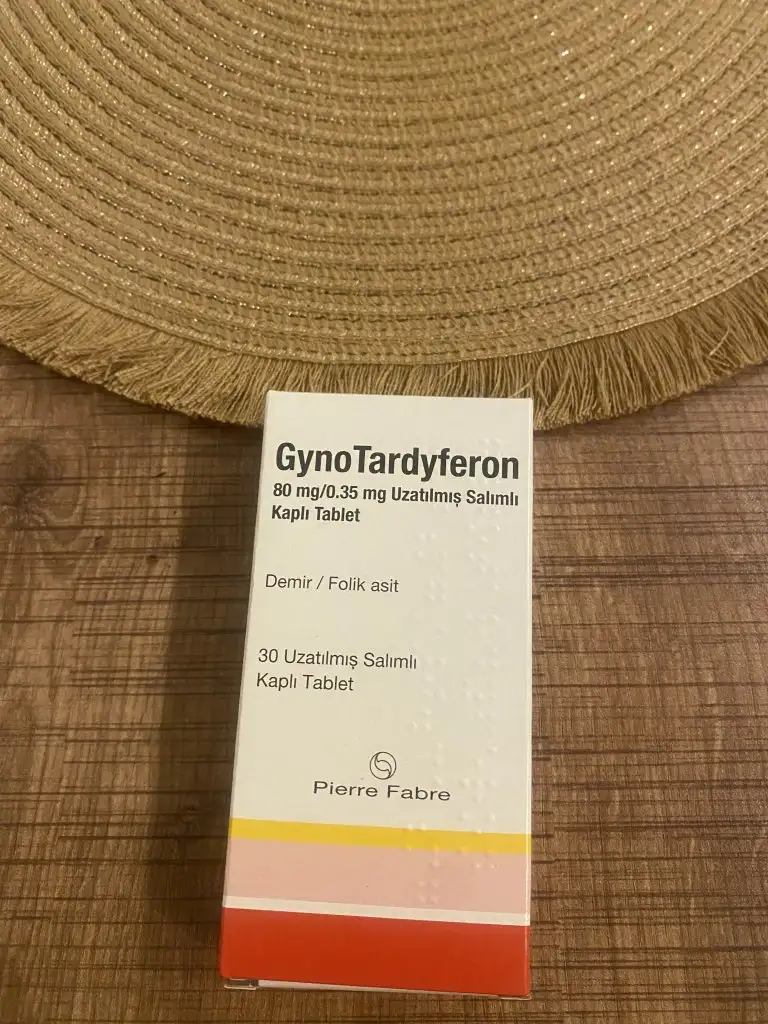 GynoTardyferon
80 mg/0.35 mg Uzatılmış Salımlı
Kaplı Tablet
Demir / Folik asit
30 Uzatılmış Salımlı
Kaplı Tablet
Pierre Fabre